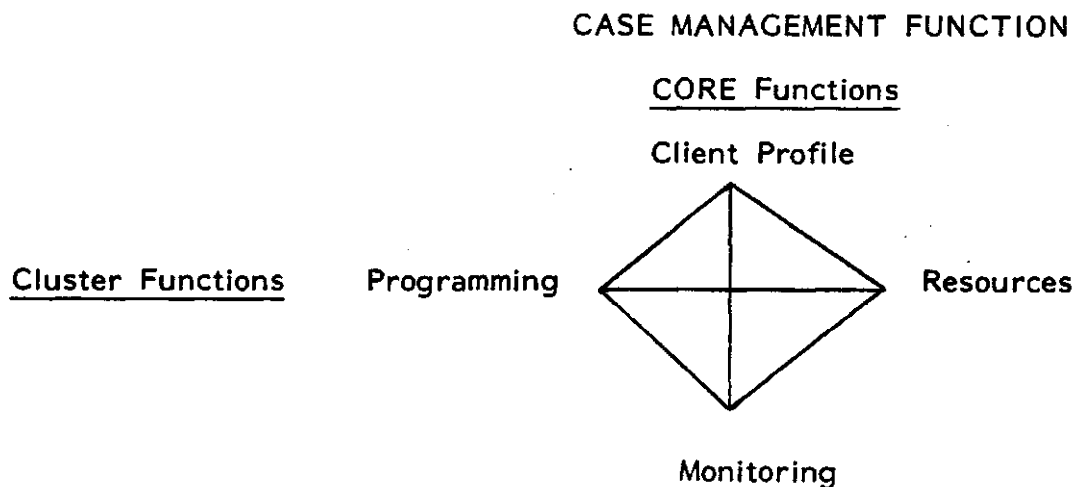 CASE MANAGEMENT FUNCTION
CORE Functions
Client Profile
Cluster Functions Programming Resources
Monitoring